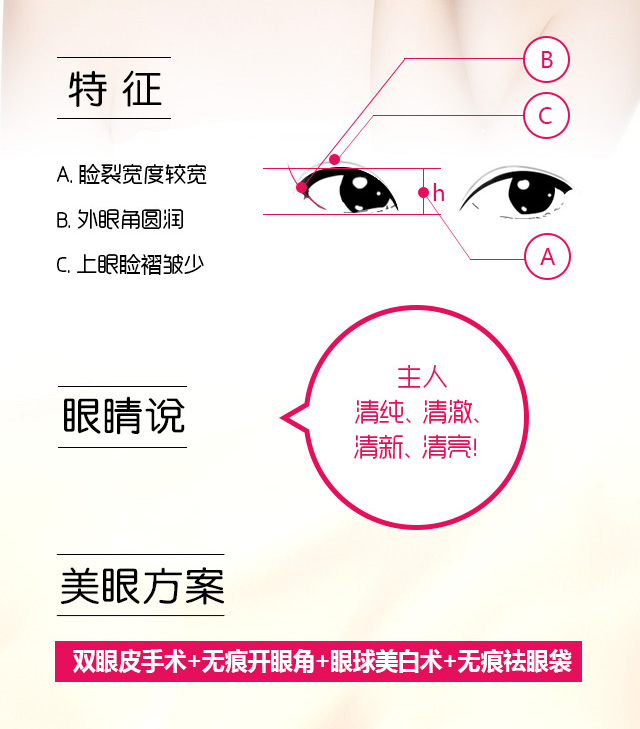 特征
A. 睑裂宽度较宽
B. 外眼角圆润
C. 上眼睑褶皱少
B
C
h
A
眼睛说
主人
清纯、清澈、
清新、清亮!
美眼方案
双眼皮手术+无痕开眼角+眼球美白术+无痕祛眼袋